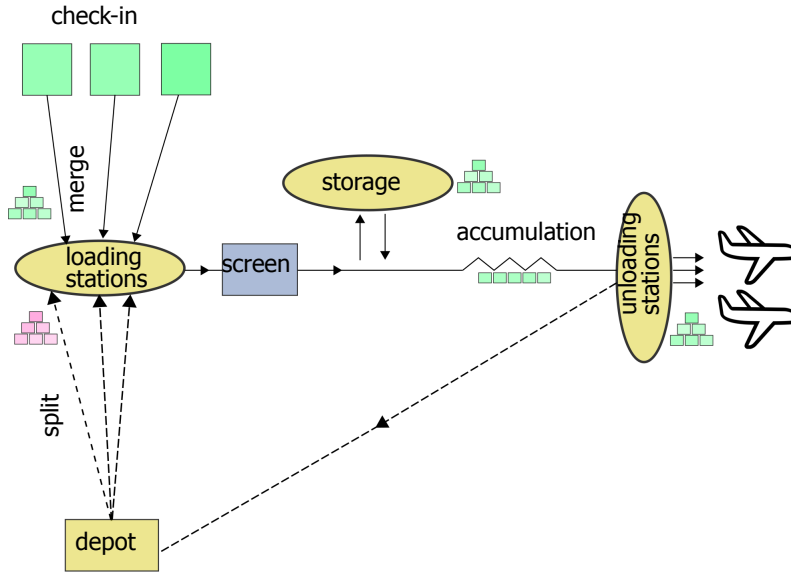 check-in
merge
storage
accumulation
loading
stations
screen
unloading
stations
split
depot